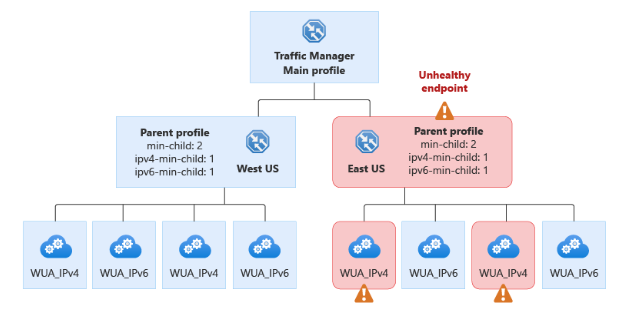 Traffic Manager
Main profile
Unhealthy
endpoint
Parent profile
min-child: 2
ipv4-min-child: 1
ipv6-min-child: 1
West US
East US
Parent profile
min-child: 2
ipv4-min-child: 1
ipv6-min-child: 1
WUA_IPv4
WUA_IPv6
WUA_IPv4
WUA_IPv6
WUA_IPv4
WUA_IPv6
WUA_IPv4
WUA_IPv6